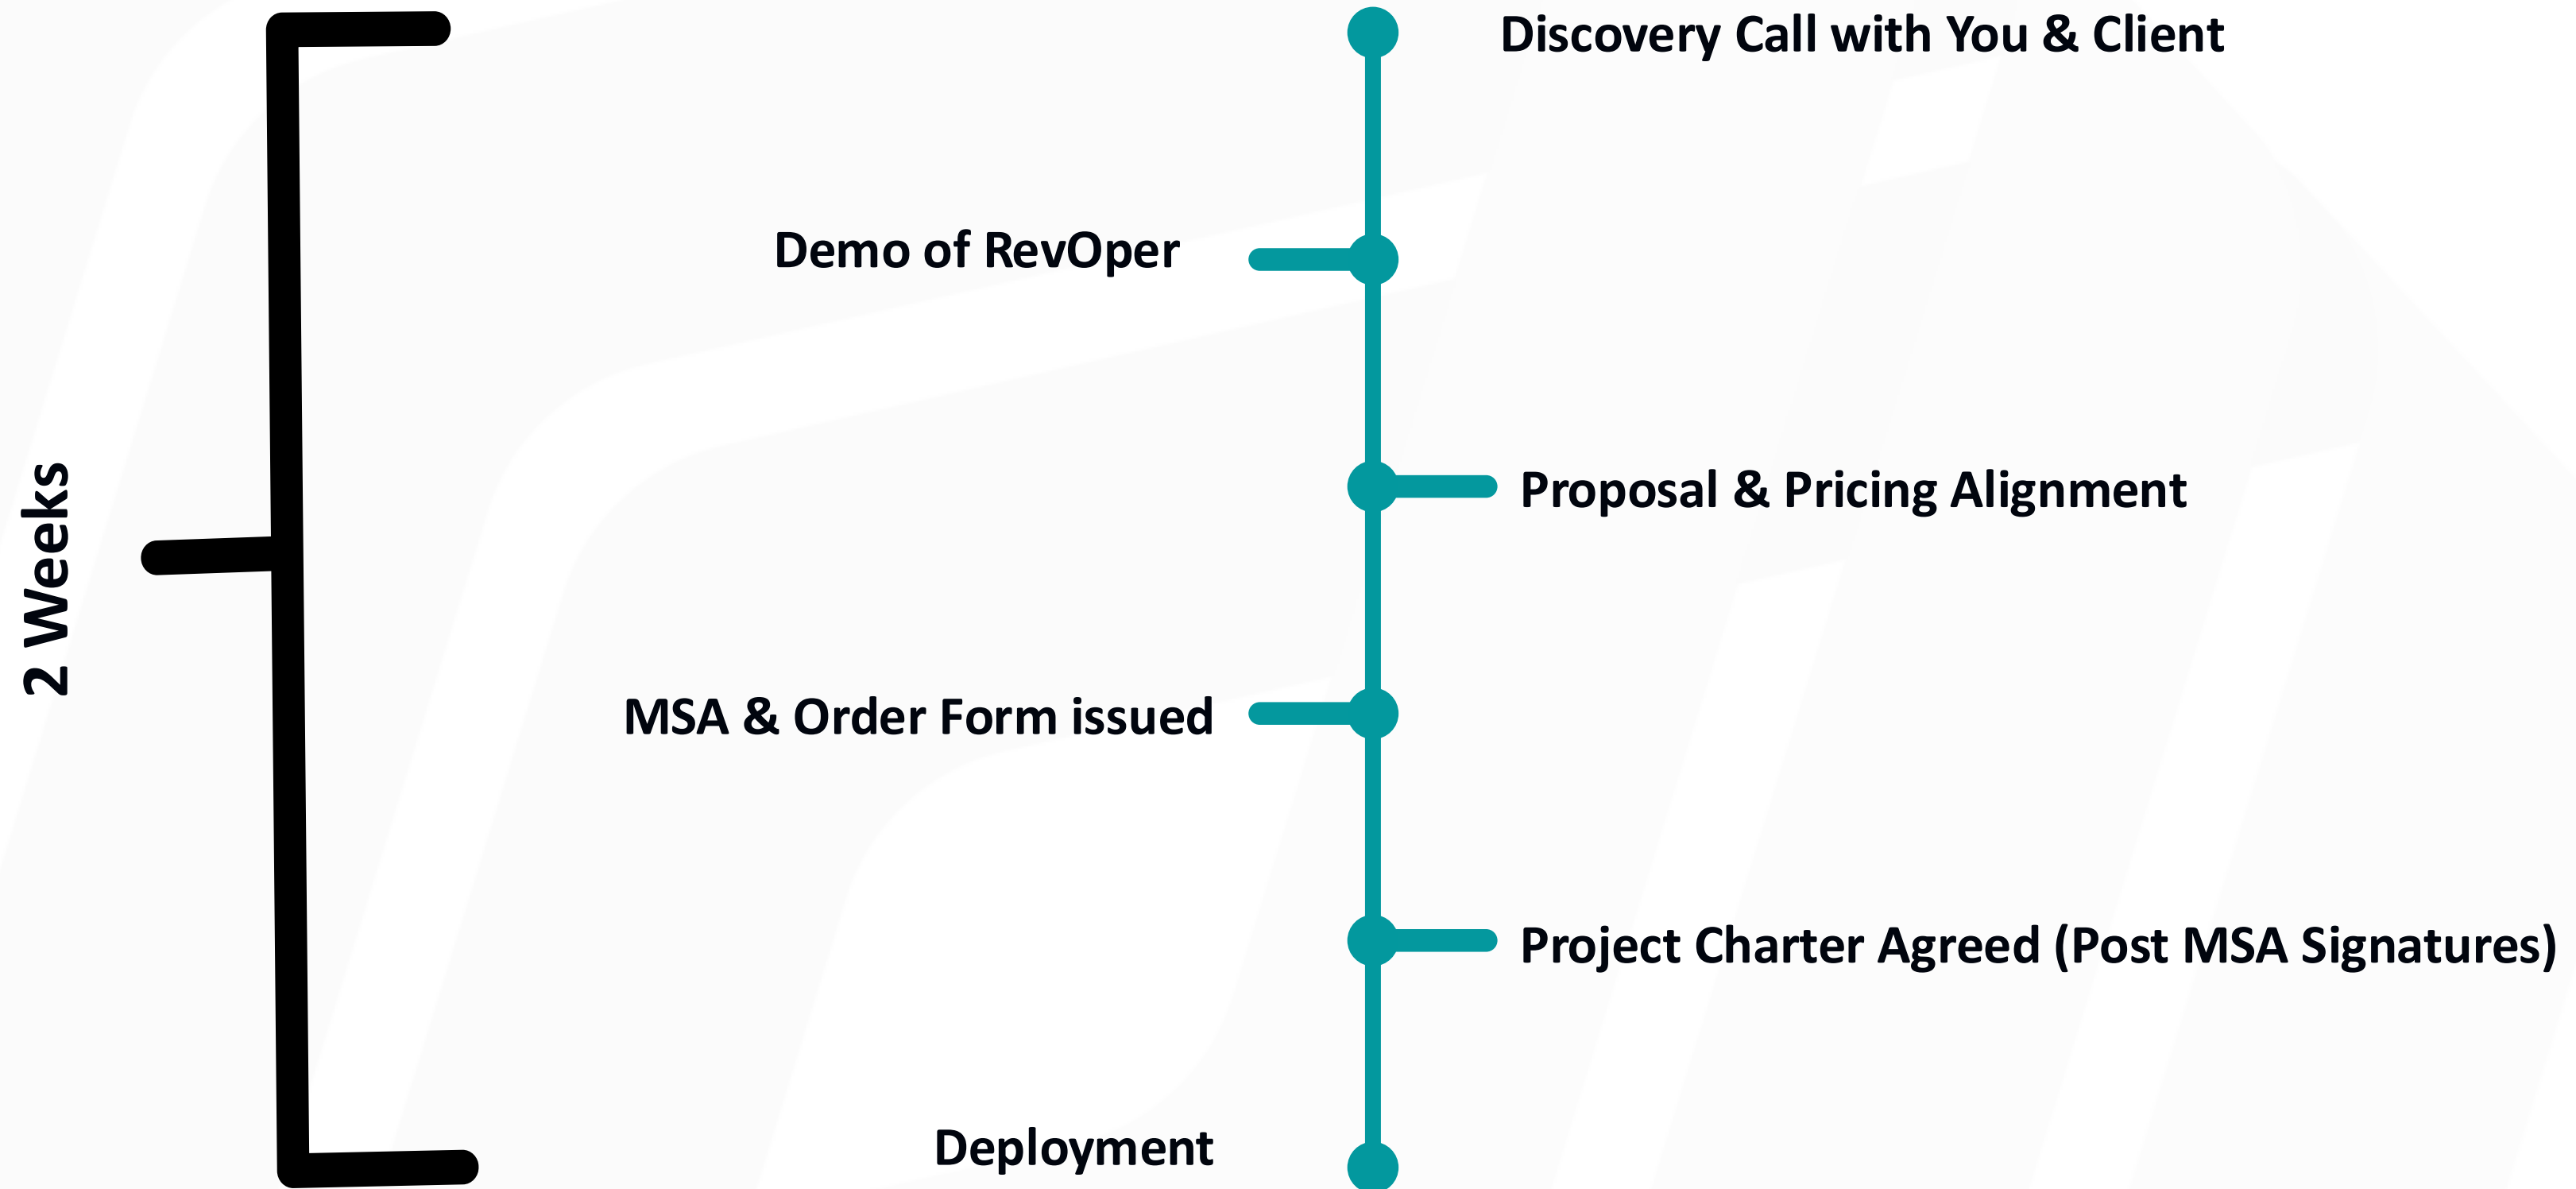 Discovery Call with You & Client
Demo of RevOper
Proposal & Pricing Alignment
2 Weeks
MSA & Order Form issued
Project Charter Agreed (Post MSA Signatures)
Deployment